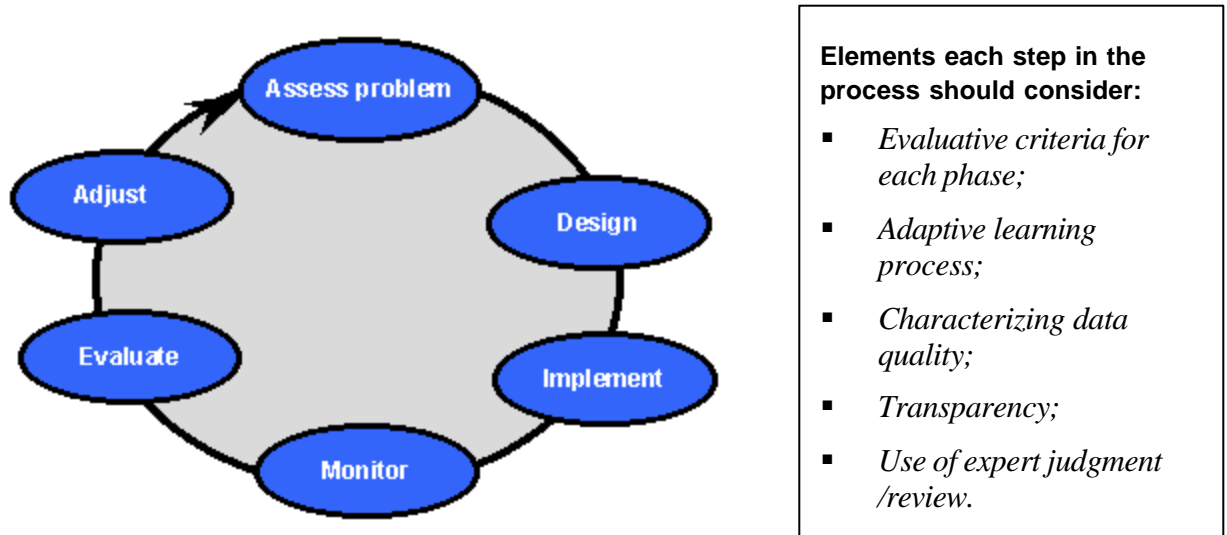 Assess problem
Design
Implement
Monitor
Evaluate
Adjust
Elements each step in the
process should consider:
▪ Evaluative criteria for
each phase;
▪ Adaptive learning
process;
▪ Characterizing data
quality;
▪ Transparency;
▪ Use of expert judgment
/review.